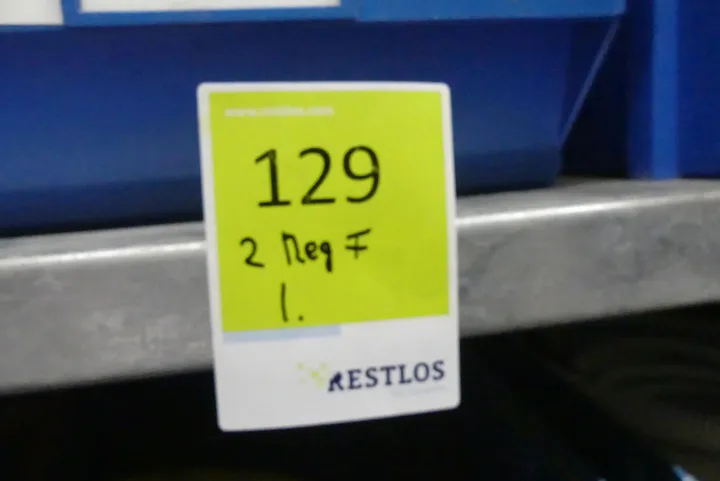 129
2 Reg F
1.
RESTLOS